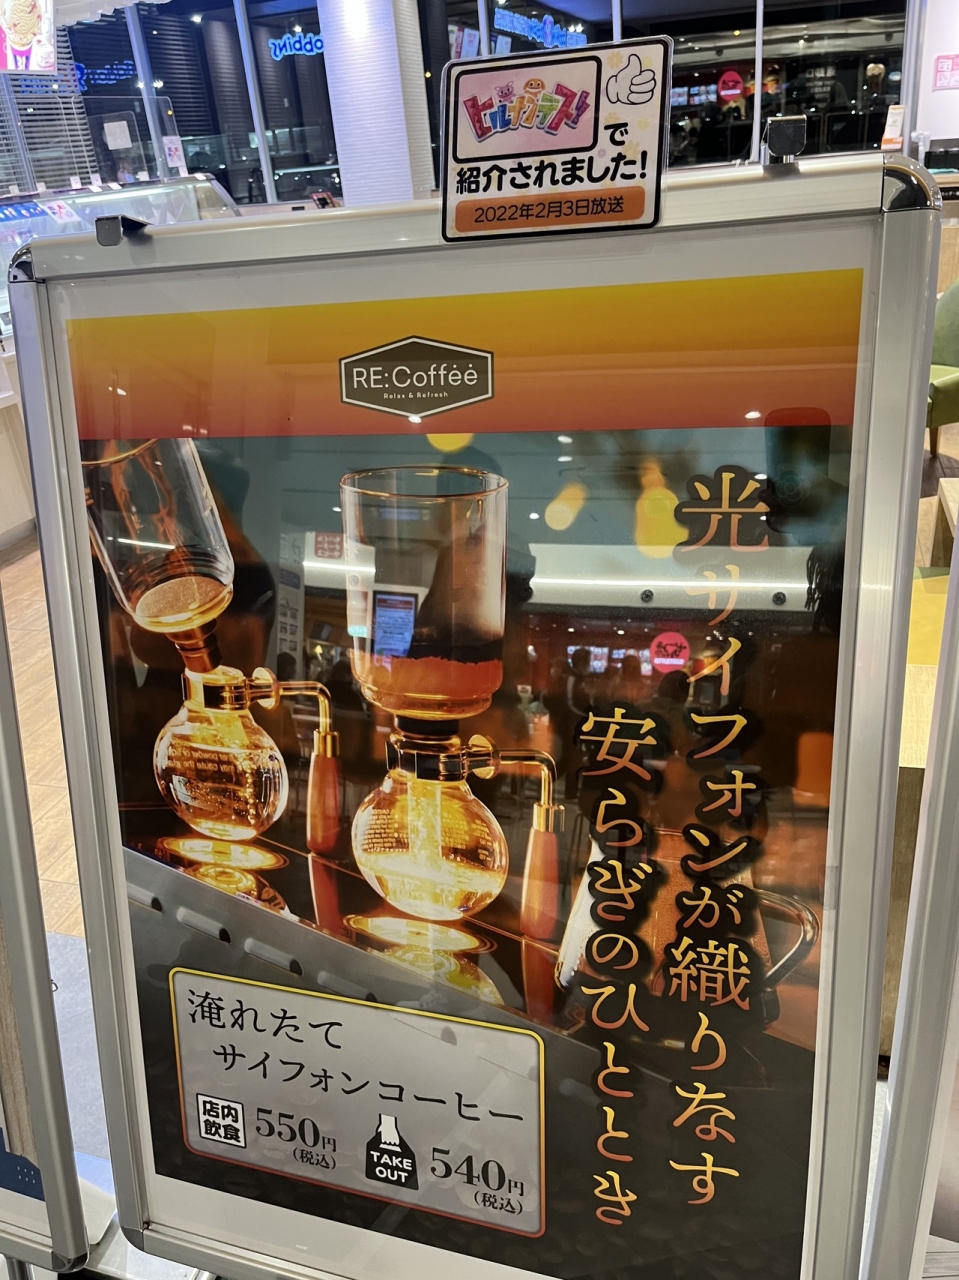 ヒルナクラス!
で
紹介されました!
2022年2月3日放送
RE:Coffee
Relax & Refresh
光サイフォンが織りなす
安らぎのひととき
淹れたて
サイフォンコーヒー
店内
飲食
550円
(税込)
TAKE
OUT
540円
(税込)